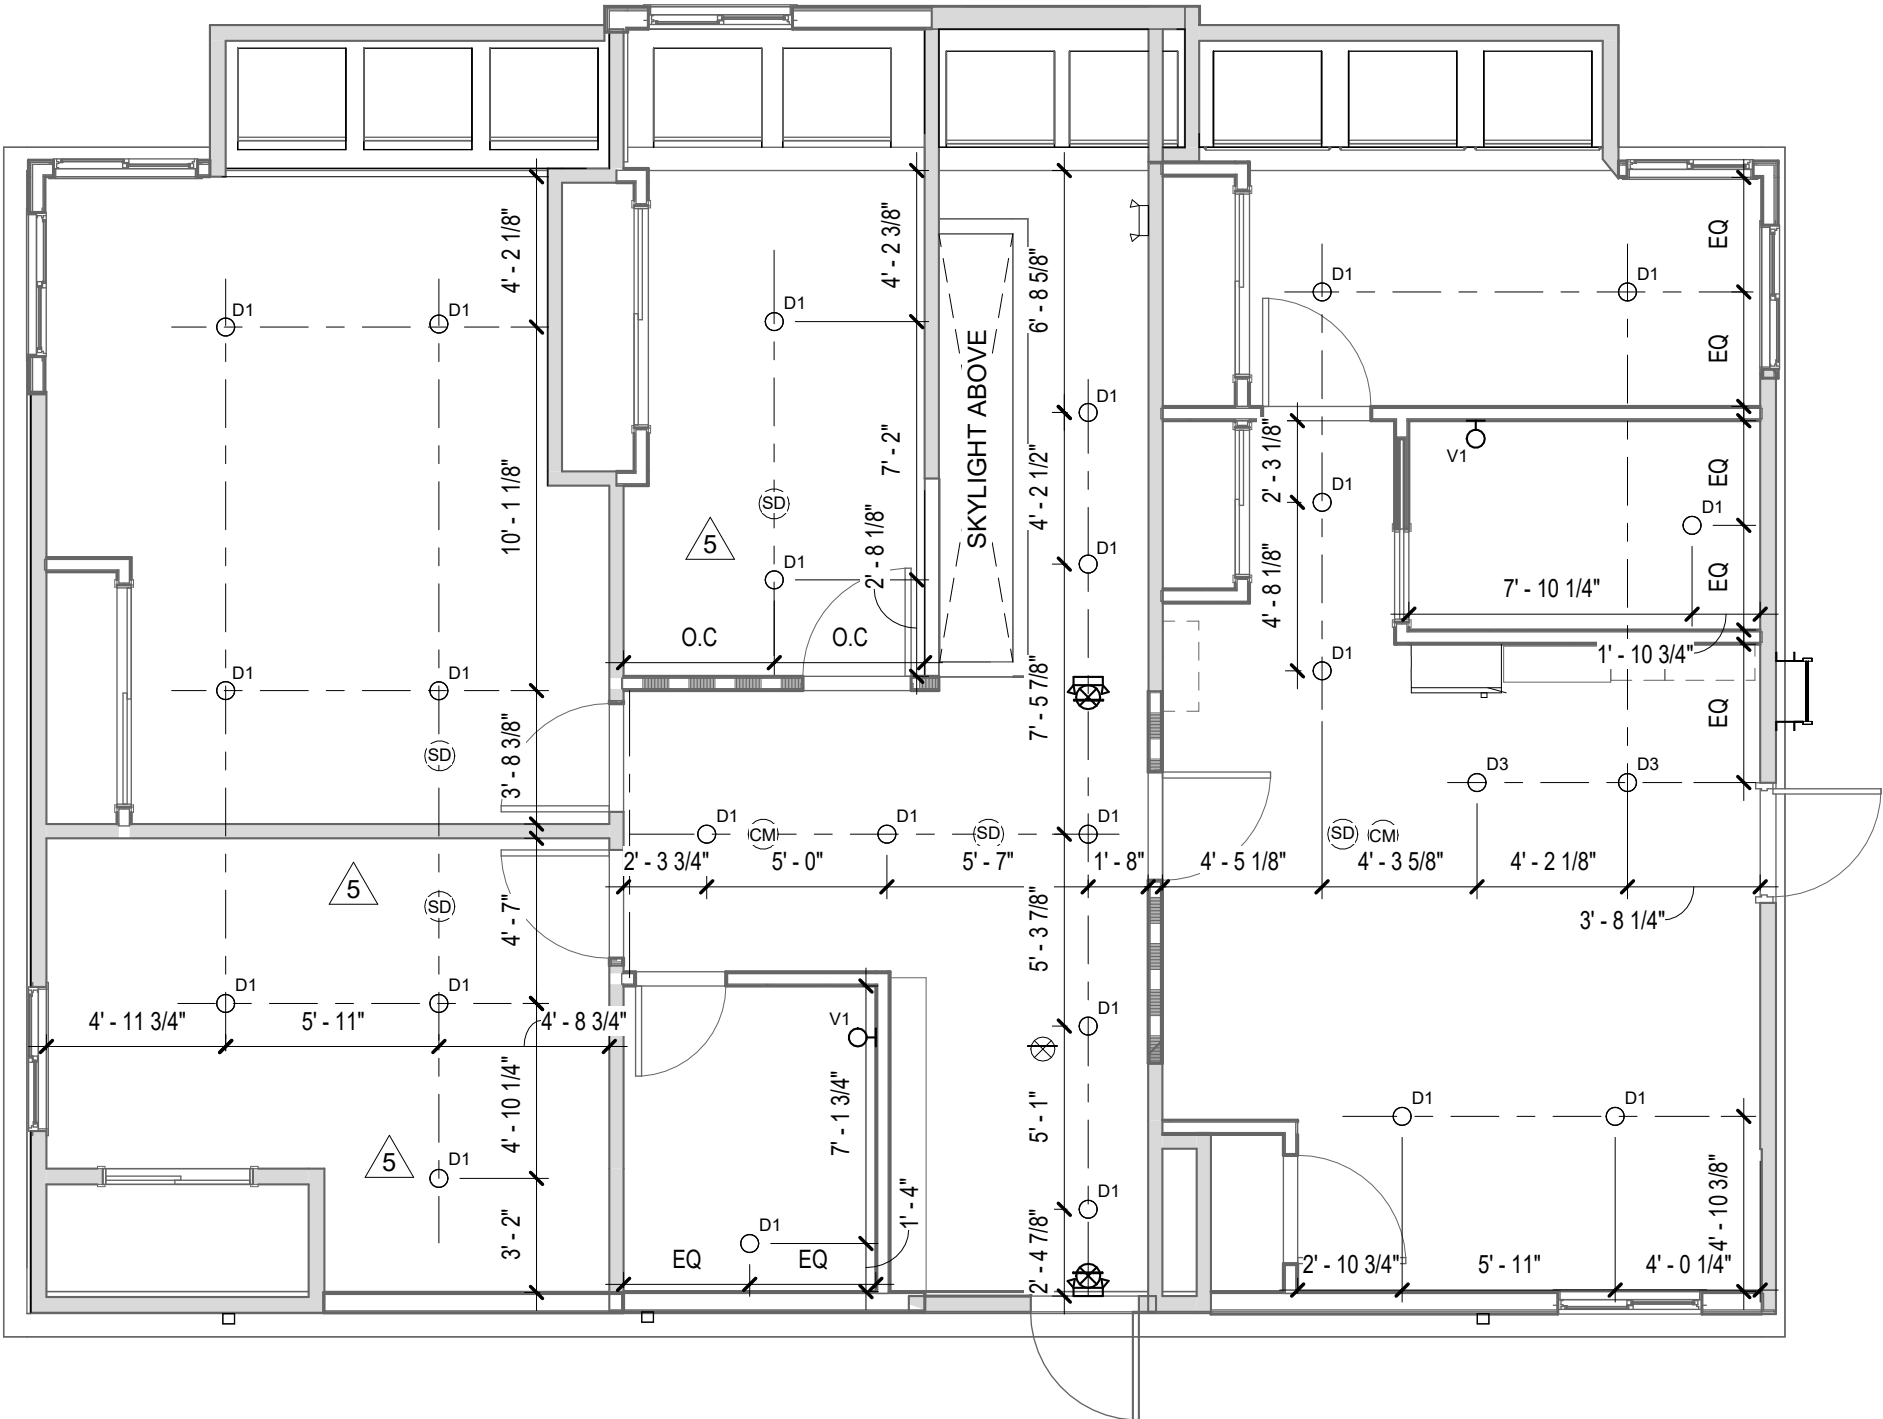 4' - 2 1/8"
4' - 2 3/8"
6' - 8 5/8"
EQ
D1
D1
D1
D1
D1
EQ
SKYLIGHT ABOVE
D1
10' - 1 1/8"
7' - 2"
4' - 2 1/2"
2' - 3 1/8"
V1
EQ
SD
D1
D1
5
2' - 8 1/8"
D1
D1
4' - 8 1/8"
EQ
7' - 10 1/4"
O.C
O.C
D1
1' - 10 3/4"
D1
D1
7' - 5 7/8"
EQ
SD
3' - 8 3/8"
D3
D3
D1
CM
D1
SD
D1
SD
CM
2' - 3 3/4"
5' - 0"
5' - 7"
1' - 8"
4' - 5 1/8"
4' - 3 5/8"
4' - 2 1/8"
5
SD
4' - 7"
5' - 3 7/8"
3' - 8 1/4"
D1
D1
4' - 11 3/4"
5' - 11"
4' - 8 3/4"
V1
D1
4' - 10 1/4"
7' - 1 3/4"
5' - 1"
D1
D1
5
D1
D1
1' - 4"
4' - 10 3/8"
3' - 2"
D1
EQ
EQ
2' - 4 7/8"
2' - 10 3/4"
5' - 11"
4' - 0 1/4"